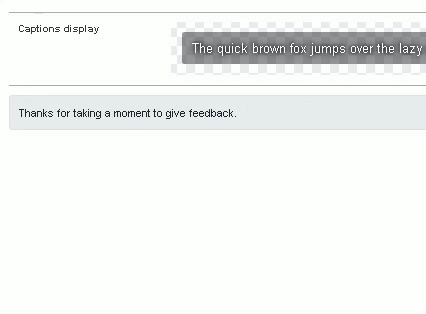 Captions display
The quick brown fox jumps over the lazy
Thanks for taking a moment to give feedback.